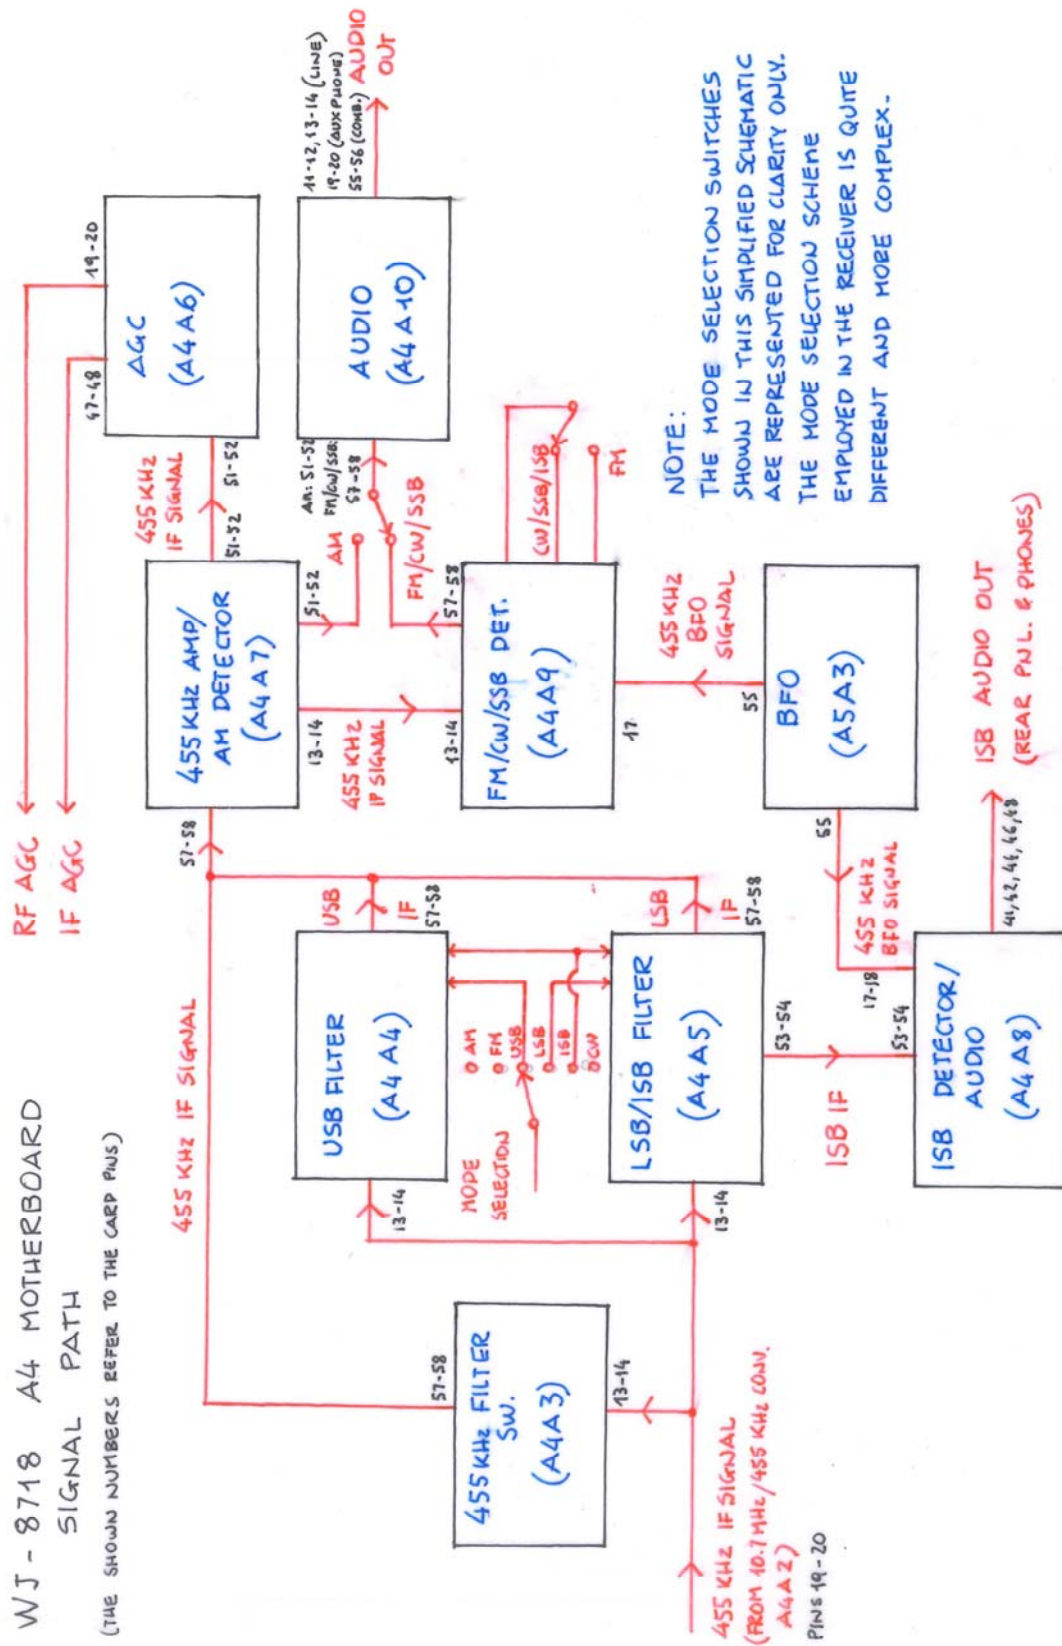 WJ - 8718 A4 MOTHERBOARD
SIGNAL PATH
(THE SHOWN NUMBERS REFER TO THE CARD PINS)
RF AGC
IF AGC
47-48
19-20
AGC
(A4A6)
455 KHz IF SIGNAL
57-58
455 KHz AMP/
AM DETECTOR
(A4A7)
51-52
455 KHz
IF SIGNAL
51-52
13-14
51-52
455 KHz
IF SIGNAL
AM
FM/CW/SSB
AM: 51-52
FM/CW/SSB:
57-58
AUDIO
(A4A10)
11-12, 13-14 (LINE)
19-20 (AUX PHONE)
55-56 (COMB.)
AUDIO
OUT
USB FILTER
(A4A4)
13-14
USB
IF
57-58
MODE
SELECTION
AM
FM
USB
LSB
ISB
CW
455 KHz FILTER
SW.
(A4A3)
57-58
13-14
13-14
57-58
FM/CW/SSB DET.
(A4A9)
17
CW/SSB/ISB
FM
LSB/ISB FILTER
(A4A5)
13-14
LSB
IF
57-58
53-54
455 KHz
BFO
SIGNAL
55
BFO
(A5A3)
55
455 KHz
BFO SIGNAL
17-18
ISB IF
53-54
ISB DETECTOR/
AUDIO
(A4A8)
41, 42, 44, 46, 48
ISB AUDIO OUT
(REAR PNL. & PHONES)
455 KHz IF SIGNAL
(FROM 10.7 MHz/455 KHz CONV.
A4A2)
PINS 19-20
NOTE:
THE MODE SELECTION SWITCHES
SHOWN IN THIS SIMPLIFIED SCHEMATIC
ARE REPRESENTED FOR CLARITY ONLY.
THE MODE SELECTION SCHEME
EMPLOYED IN THE RECEIVER IS QUITE
DIFFERENT AND MORE COMPLEX.